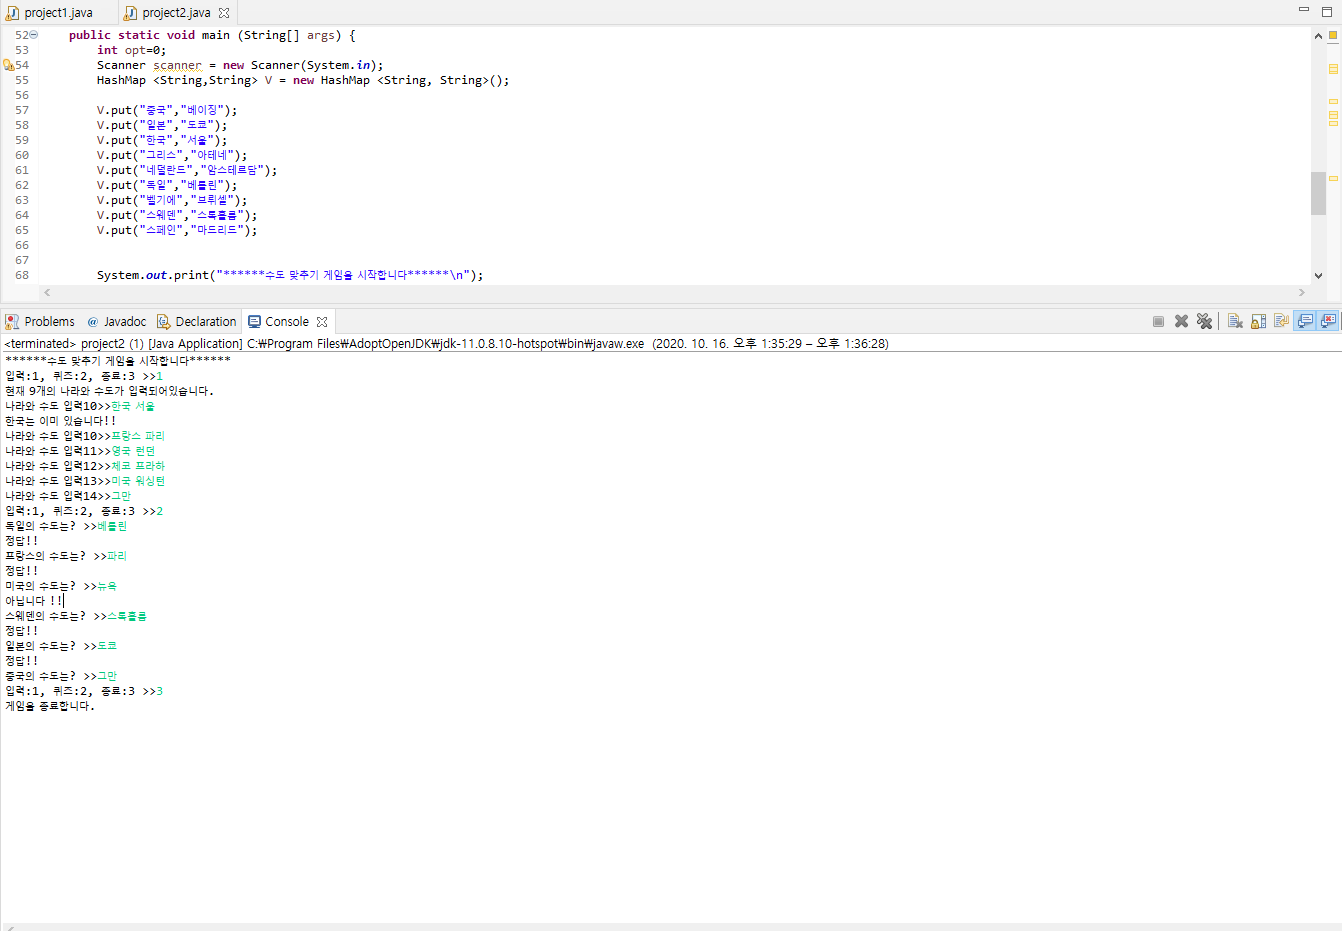 project1.java project2.java
52 public static void main (String[] args) {
53 int opt=0;
54 Scanner scanner = new Scanner(System.in);
55 HashMap <String,String> V = new HashMap <String, String>();
56
57 V.put("중국","베이징");
58 V.put("일본","도쿄");
59 V.put("한국","서울");
60 V.put("그리스","아테네");
61 V.put("네덜란드","암스테르담");
62 V.put("독일","베를린");
63 V.put("벨기에","브뤼셀");
64 V.put("스웨덴","스톡홀름");
65 V.put("스페인","마드리드");
66
67
68 System.out.print("******수도 맞추기 게임을 시작합니다******\n");
Problems @ Javadoc Declaration Console
<terminated> project2 (1) [Java Application] C:₩Program Files₩AdoptOpenJDK₩jdk-11.0.8.10-hotspot₩bin₩javaw.exe (2020. 10. 16. 오후 1:35:29 – 오후 1:36:28)
******수도 맞추기 게임을 시작합니다******
입력:1, 퀴즈:2, 종료:3 >>1
현재 9개의 나라와 수도가 입력되어있습니다.
나라와 수도 입력10>>한국 서울
한국는 이미 있습니다!!
나라와 수도 입력10>>프랑스 파리
나라와 수도 입력11>>영국 런던
나라와 수도 입력12>>체코 프라하
나라와 수도 입력13>>미국 워싱턴
나라와 수도 입력14>>그만
입력:1, 퀴즈:2, 종료:3 >>2
독일의 수도는? >>베를린
정답!!
프랑스의 수도는? >>파리
정답!!
미국의 수도는? >>뉴욕
아닙니다 !!
스웨덴의 수도는? >>스톡홀름
정답!!
일본의 수도는? >>도쿄
정답!!
중국의 수도는? >>그만
입력:1, 퀴즈:2, 종료:3 >>3
게임을 종료합니다.